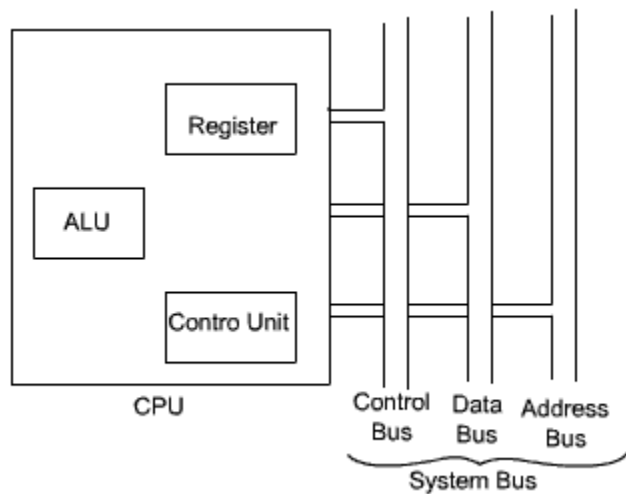 Register
ALU
Contro Unit
CPU
Control
Bus
Data
Bus
Address
Bus
System Bus